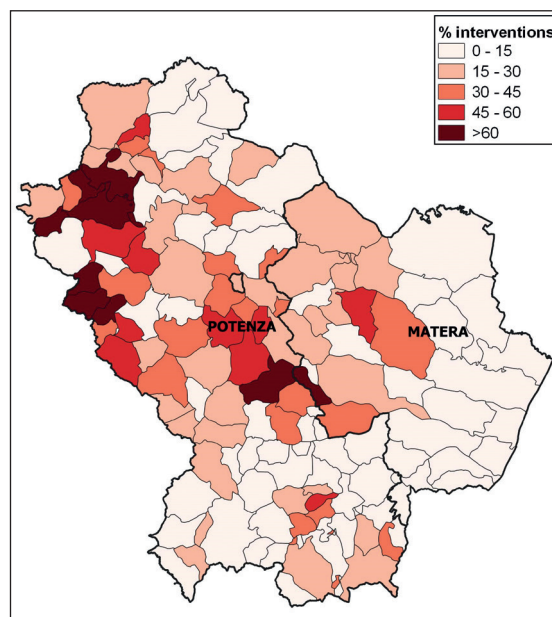 % interventions
0 - 15
15 - 30
30 - 45
45 - 60
>60
POTENZA
MATERA